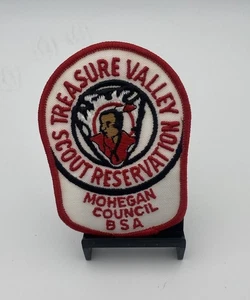 TREASURE VALLEY
SCOUT RESERVATION
MOHEGAN
COUNCIL
BSA